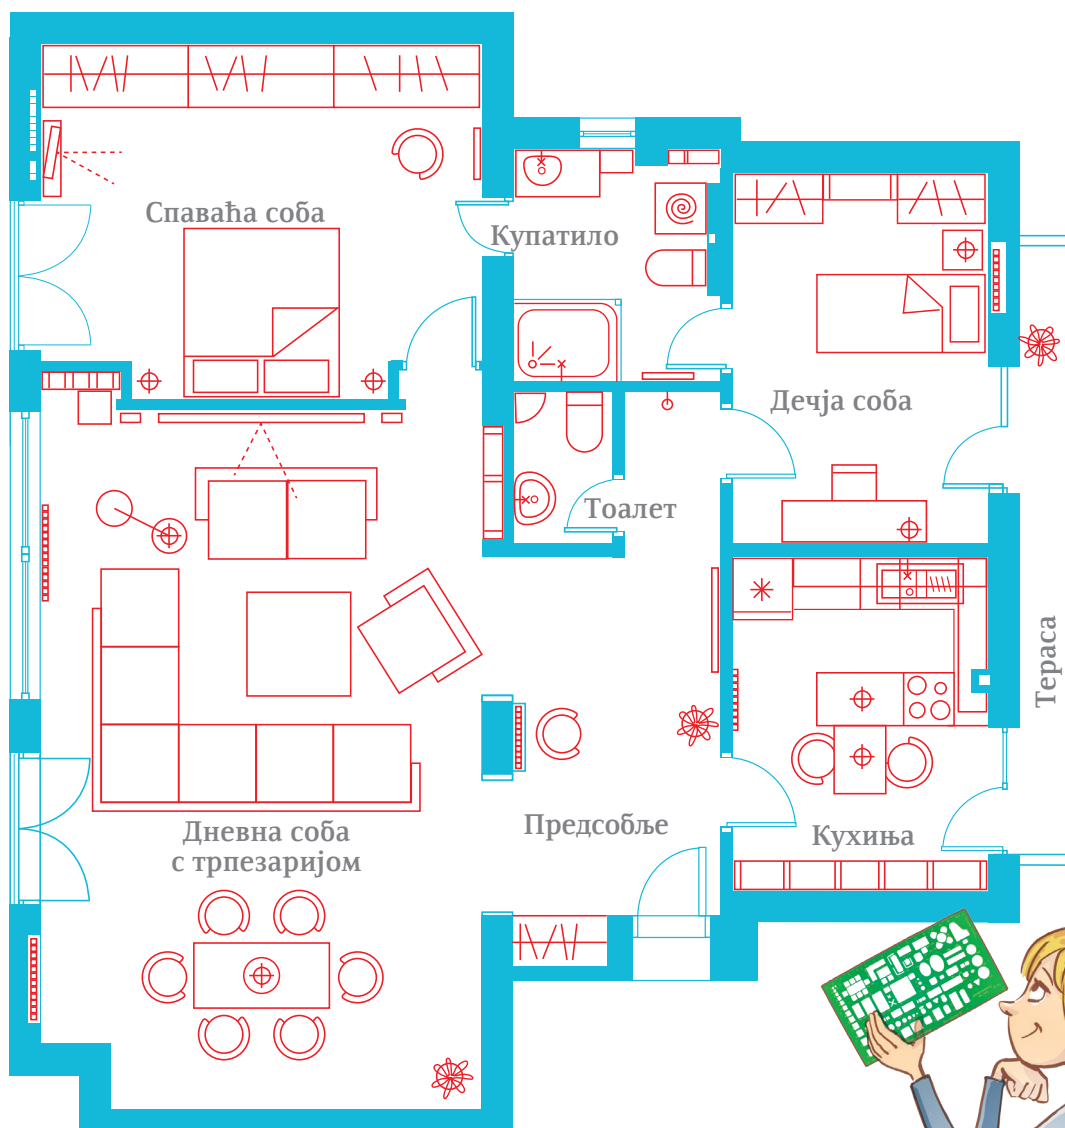 Спаваћа соба
Купатило
Дечја соба
Тоалет
Тераса
Дневна соба
с трпезаријом
Предсобље
Кухиња